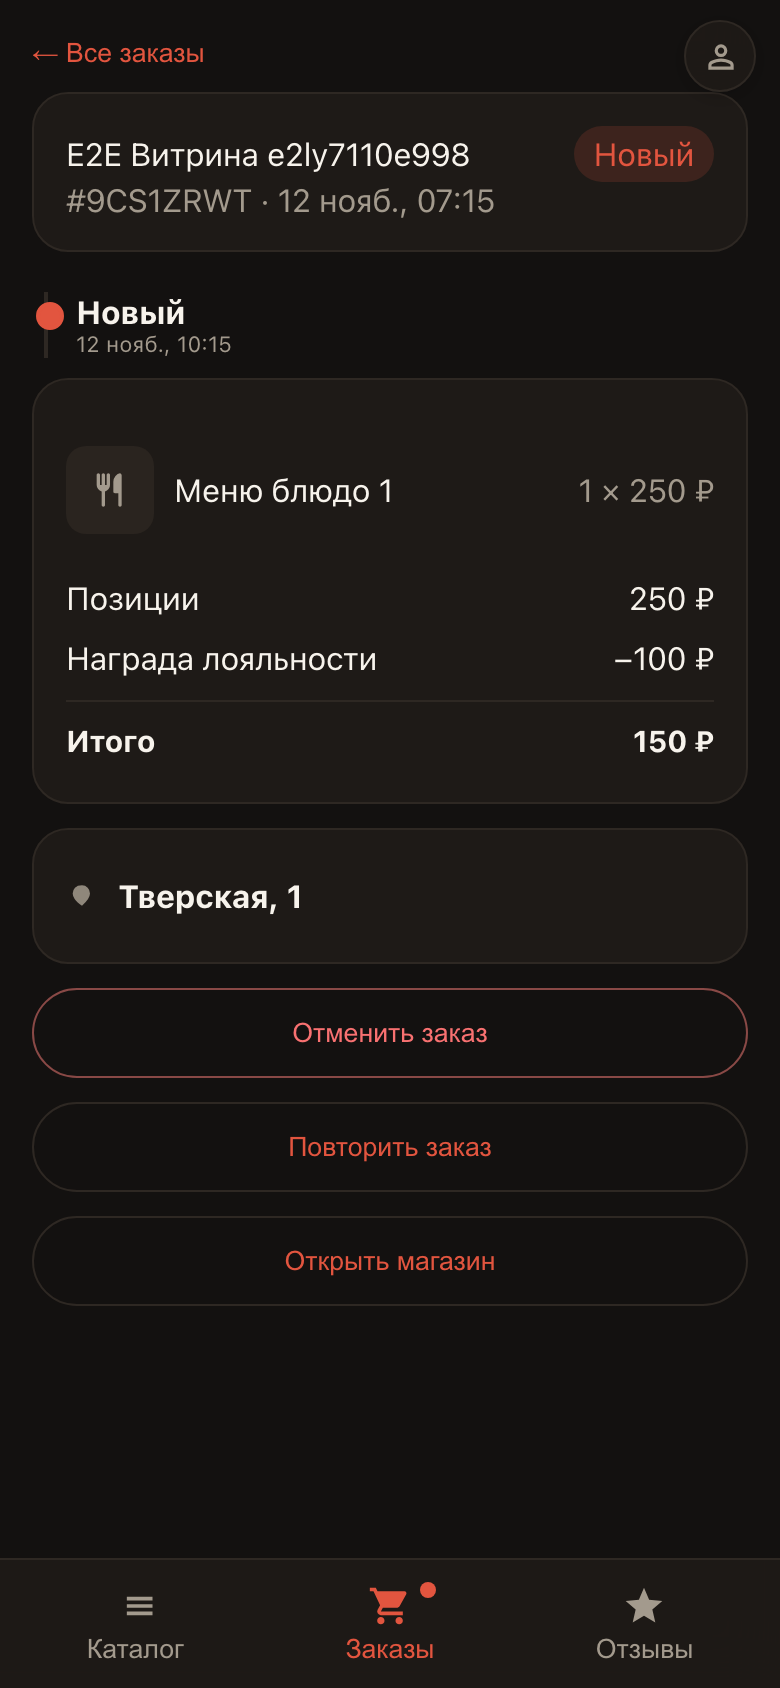 ← Все заказы
E2E Витрина e2ly7110e998
Новый
#9CS1ZRWT · 12 нояб., 07:15
Новый
12 нояб., 10:15
Меню блюдо 1
1 × 250 ₽
Позиции
250 ₽
Награда лояльности
−100 ₽
Итого
150 ₽
Тверская, 1
Отменить заказ
Повторить заказ
Открыть магазин
Каталог
Заказы
Отзывы